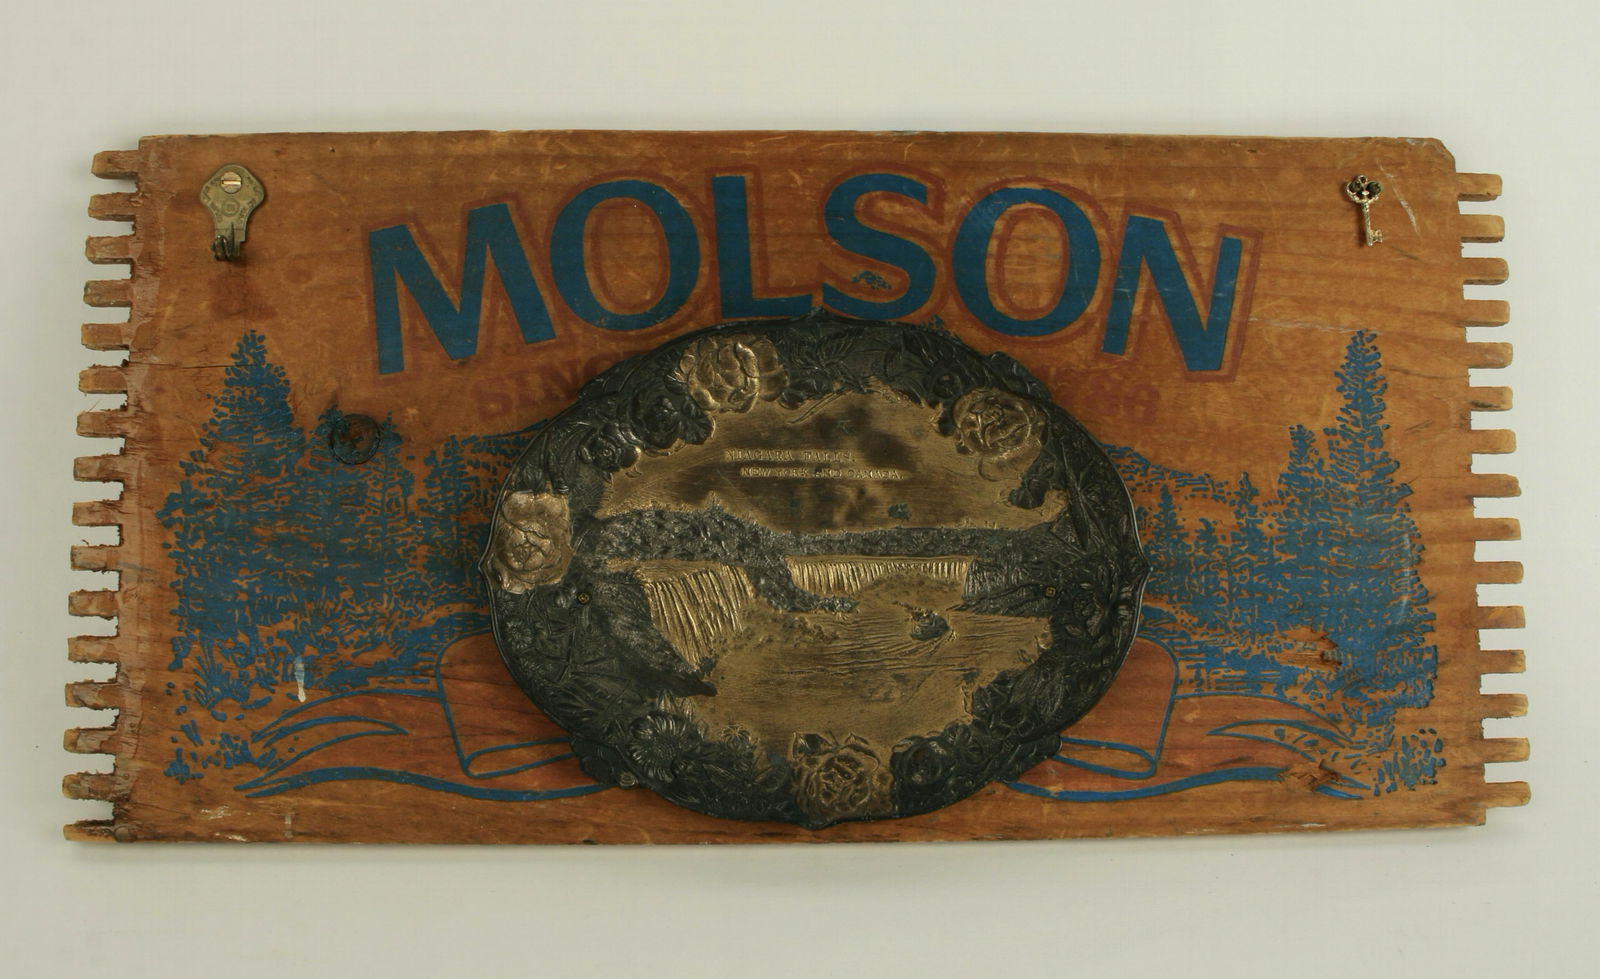 MOLSON
NIAGARA FALLS.
NEW YORK AND CANADA.